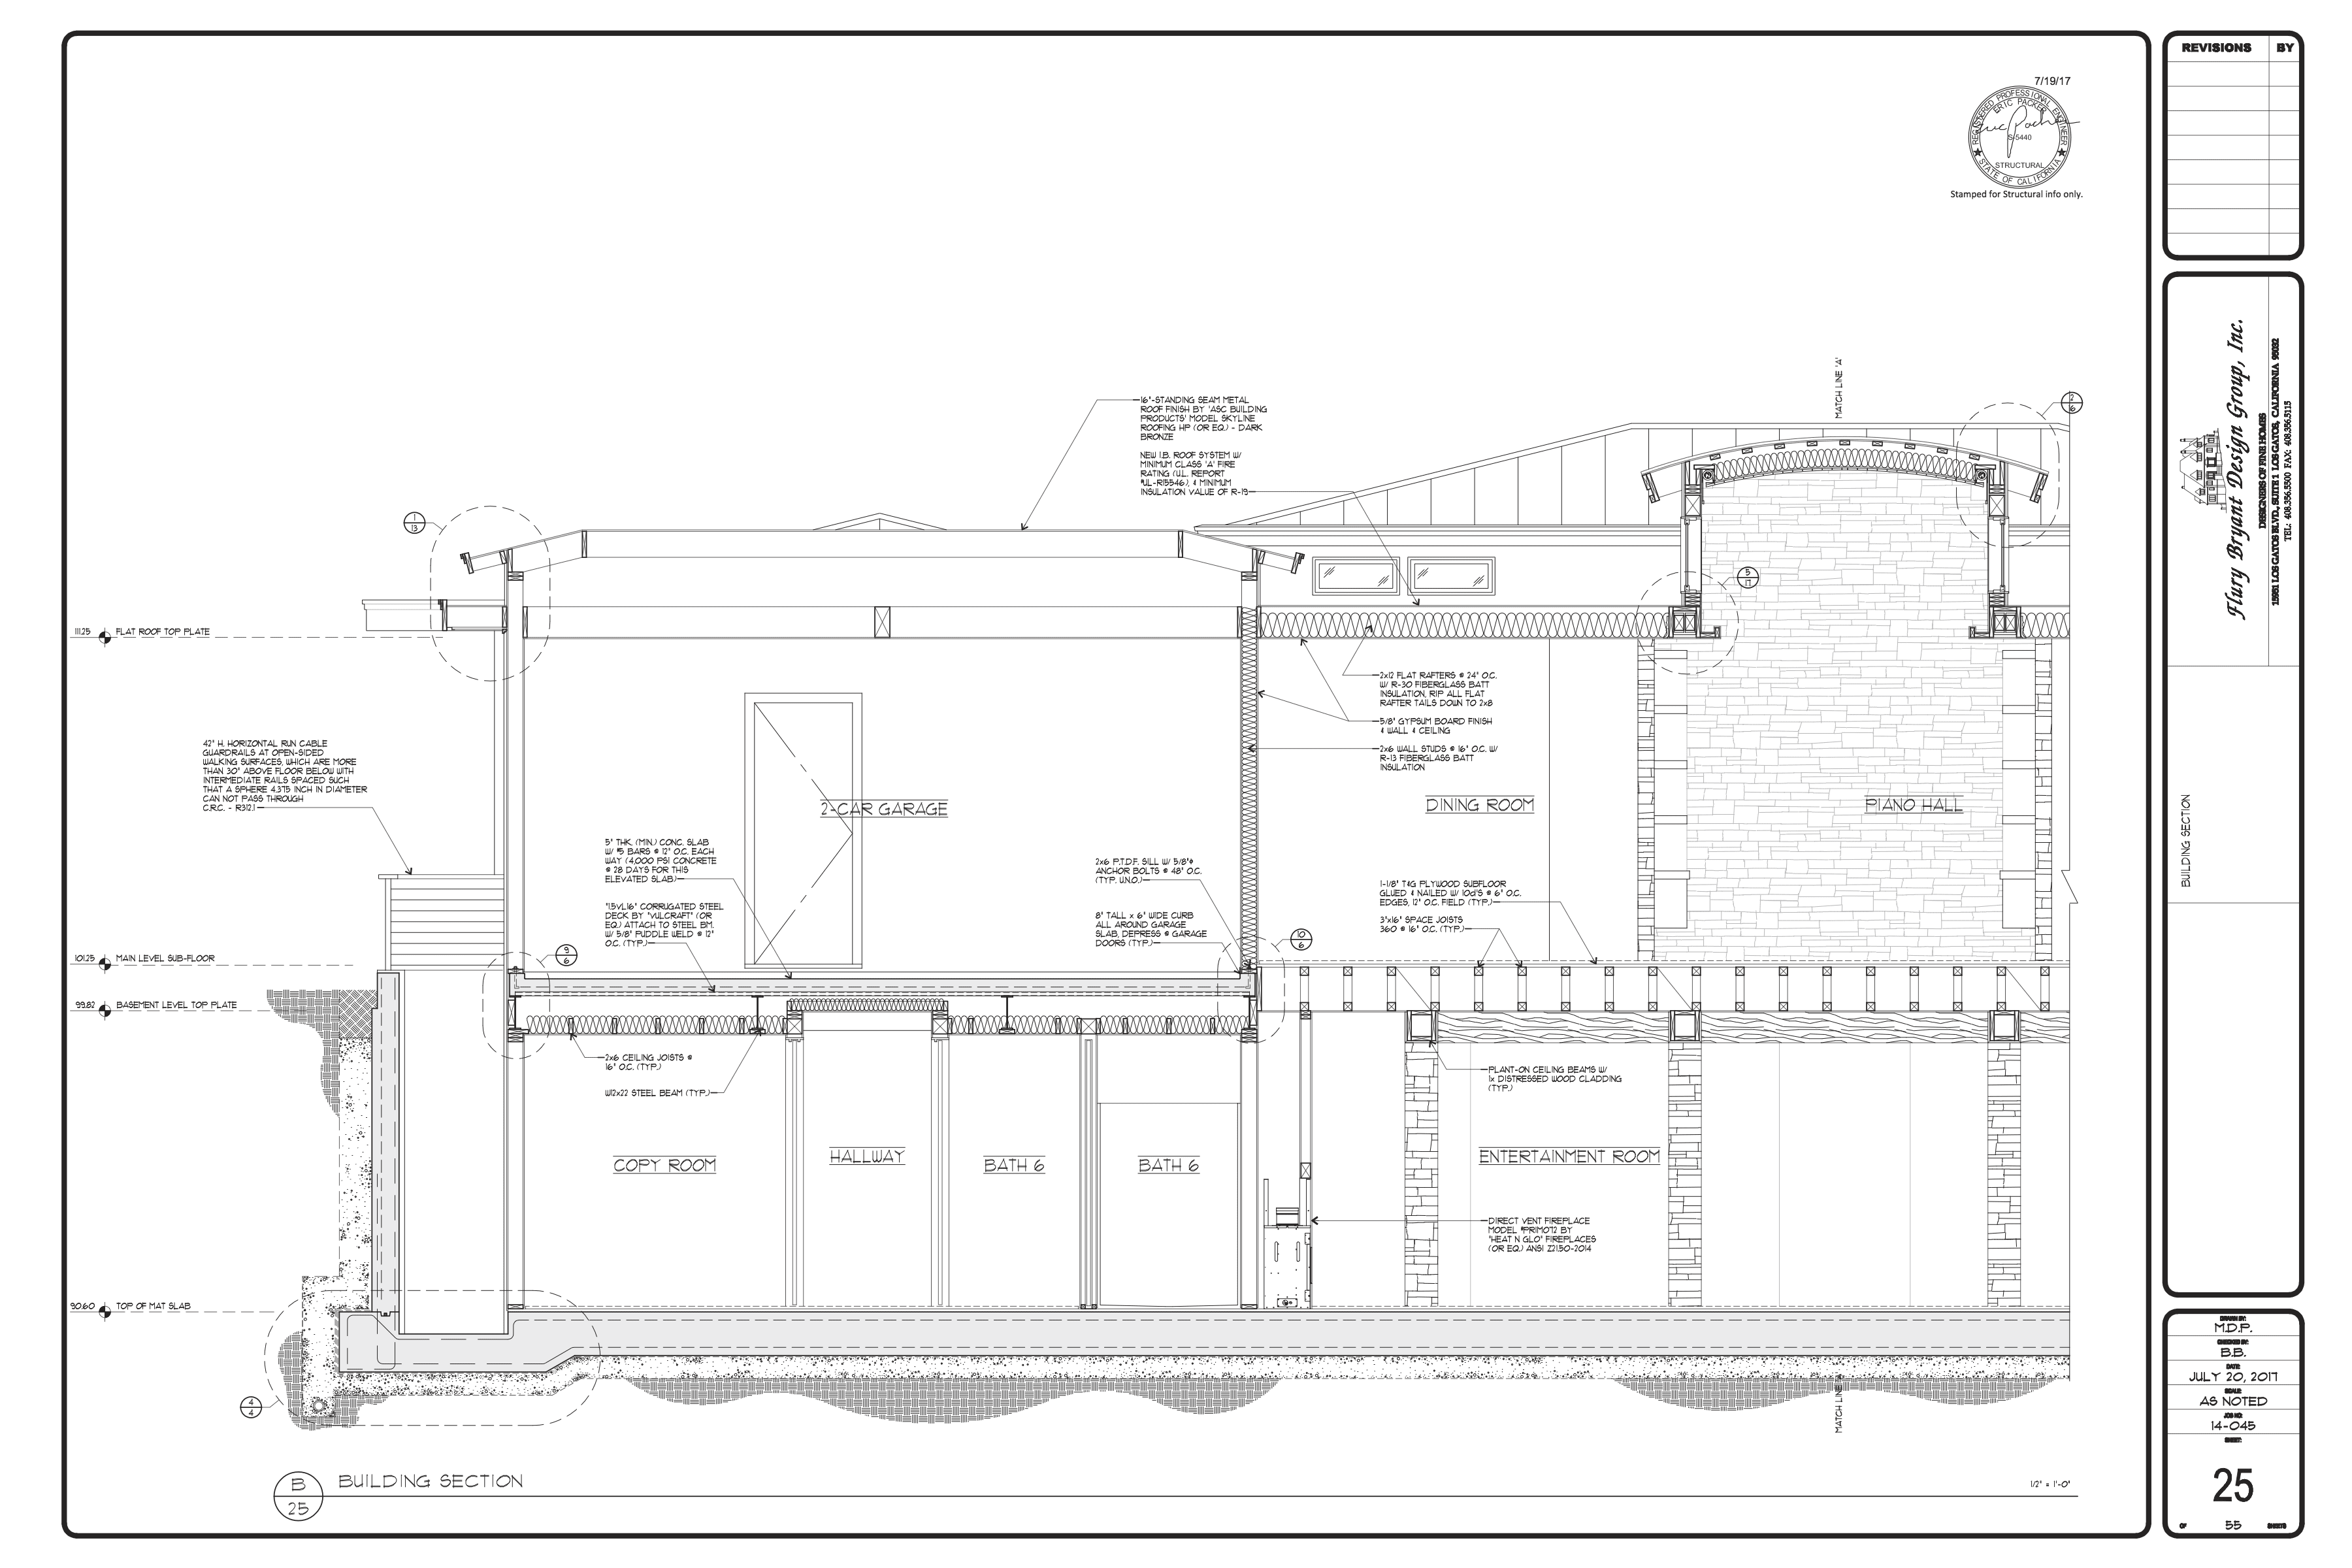 7/19/17
REGISTERED PROFESSIONAL ENGINEER
ERIC PACKER
S-5440
STRUCTURAL
STATE OF CALIFORNIA
Stamped for Structural info only.
MATCH LINE 'A'
2
6
16"-STANDING SEAM METAL
ROOF FINISH BY 'ASC BUILDING
PRODUCTS' MODEL SKYLINE
ROOFING HP (OR EQ.) - DARK
BRONZE
NEW I.B. ROOF SYSTEM W/
MINIMUM CLASS 'A' FIRE
RATING (U.L. REPORT
#UL-R15546), & MINIMUM
INSULATION VALUE OF R-19
1
13
5
17
111.25 FLAT ROOF TOP PLATE
2x12 FLAT RAFTERS @ 24" O.C.
W/ R-30 FIBERGLASS BATT
INSULATION, RIP ALL FLAT
RAFTER TAILS DOWN TO 2x8
5/8" GYPSUM BOARD FINISH
@ WALL & CEILING
2x6 WALL STUDS @ 16" O.C. W/
R-13 FIBERGLASS BATT
INSULATION
42" H. HORIZONTAL RUN CABLE
GUARDRAILS AT OPEN-SIDED
WALKING SURFACES, WHICH ARE MORE
THAN 30" ABOVE FLOOR BELOW WITH
INTERMEDIATE RAILS SPACED SUCH
THAT A SPHERE 4.375 INCH IN DIAMETER
CAN NOT PASS THROUGH
C.R.C. - R312.1
2-CAR GARAGE
DINING ROOM
PIANO HALL
5" THK. (MIN.) CONC. SLAB
W/ #5 BARS @ 12" O.C. EACH
WAY (4,000 PSI CONCRETE
@ 28 DAYS FOR THIS
ELEVATED SLAB)
"1.5VL16" CORRUGATED STEEL
DECK BY "VULCRAFT" (OR
EQ.) ATTACH TO STEEL BM.
W/ 5/8" PUDDLE WELD @ 12"
O.C. (TYP.)
2x6 P.T.D.F. SILL W/ 5/8"ø
ANCHOR BOLTS @ 48" O.C.
(TYP. U.N.O.)
8" TALL x 6" WIDE CURB
ALL AROUND GARAGE
SLAB, DEPRESS @ GARAGE
DOORS (TYP.)
1-1/8" T&G PLYWOOD SUBFLOOR
GLUED & NAILED W/ 10d'S @ 6" O.C.
EDGES, 12" O.C. FIELD (TYP.)
3"x16" SPACE JOISTS
360 @ 16" O.C. (TYP.)
9
6
10
6
101.25 MAIN LEVEL SUB-FLOOR
99.82 BASEMENT LEVEL TOP PLATE
2x6 CEILING JOISTS @
16" O.C. (TYP.)
W12x22 STEEL BEAM (TYP.)
PLANT-ON CEILING BEAMS W/
1x DISTRESSED WOOD CLADDING
(TYP.)
COPY ROOM
HALLWAY
BATH 6
BATH 6
ENTERTAINMENT ROOM
DIRECT VENT FIREPLACE
MODEL #PRIMO72 BY
"HEAT N GLO" FIREPLACES
(OR EQ.) ANSI Z21.50-2014
90.60 TOP OF MAT SLAB
4
4
MATCH LINE 'A'
B
25
BUILDING SECTION
1/2" = 1'-0"
REVISIONS BY
Flury Bryant Design Group, Inc.
DESIGNERS OF FINE HOMES
15951 LOS GATOS BLVD., SUITE 1 LOS GATOS, CALIFORNIA 95032
TEL: 408.356.5500 FAX: 408.356.5115
BUILDING SECTION
DRAWN BY:
M.D.P.
CHECKED BY:
B.B.
DATE:
JULY 20, 2017
SCALE:
AS NOTED
JOB NO:
14-045
SHEET:
25
OF 55 SHEETS